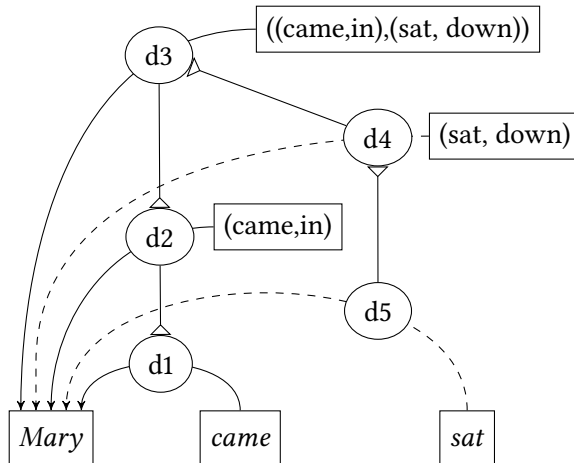 ((came,in),(sat, down))
d3
d4
(sat, down)
d2
(came,in)
d5
d1
Mary
came
sat